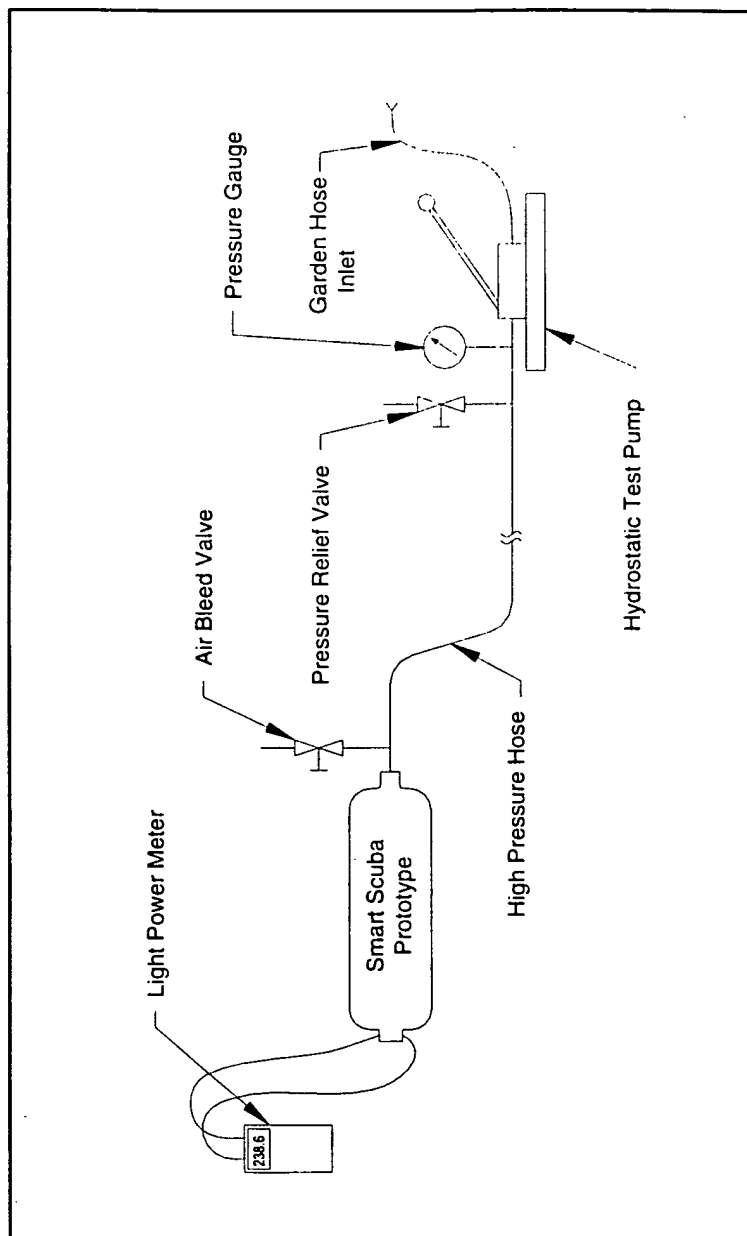 Light Power Meter
238.6
Air Bleed Valve
Smart Scuba
Prototype
High Pressure Hose
Pressure Relief Valve
Pressure Gauge
Garden Hose
Inlet
Hydrostatic Test Pump